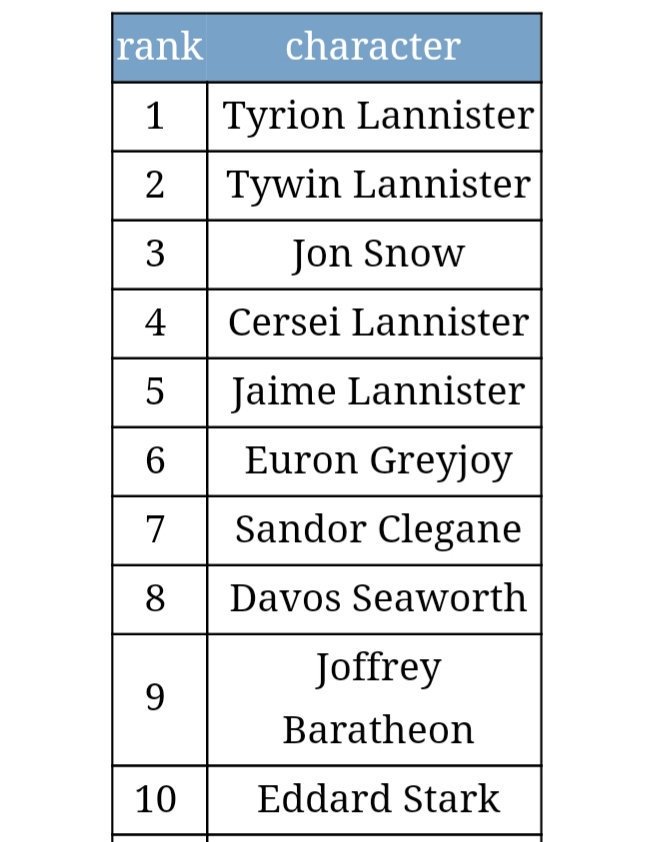 rank character
1 Tyrion Lannister
2 Tywin Lannister
3 Jon Snow
4 Cersei Lannister
5 Jaime Lannister
6 Euron Greyjoy
7 Sandor Clegane
8 Davos Seaworth
9 Joffrey
Baratheon
10 Eddard Stark